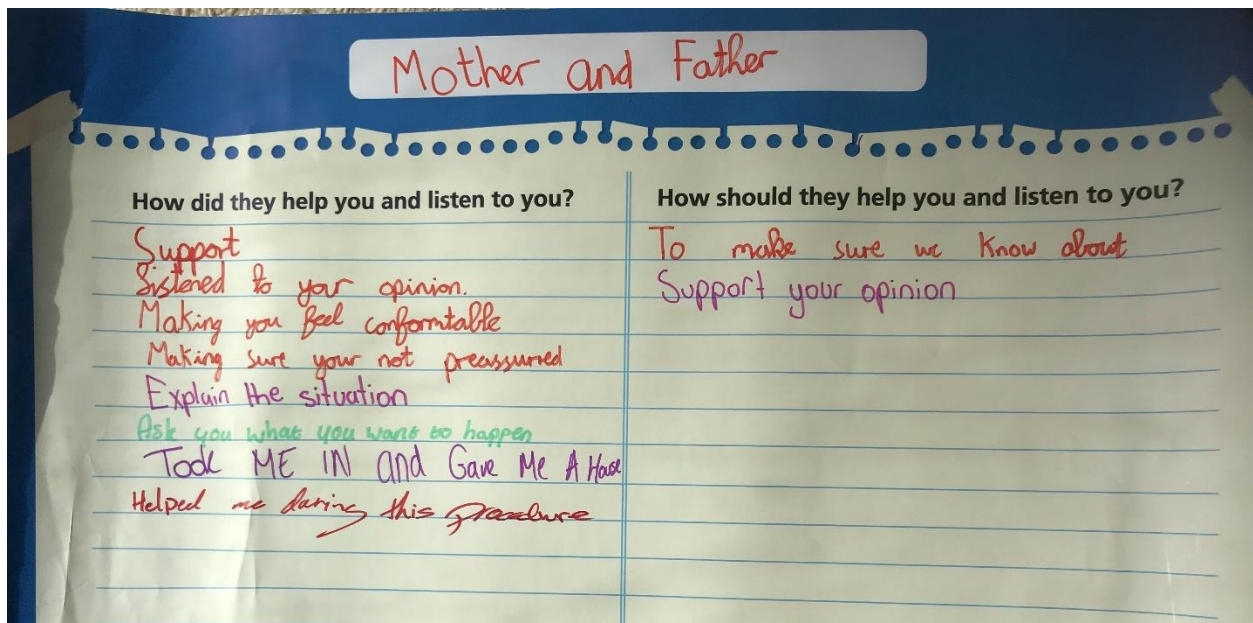 Mother and Father
How did they help you and listen to you?
Support
Sistened to your opinion.
Making you feel conformtable
Making sure your not preassurred
Explain the situation
Ask you what you want to happen
Took ME IN and Gave Me A House
Helped me during this procedure
How should they help you and listen to you?
To make sure we know about
Support your opinion